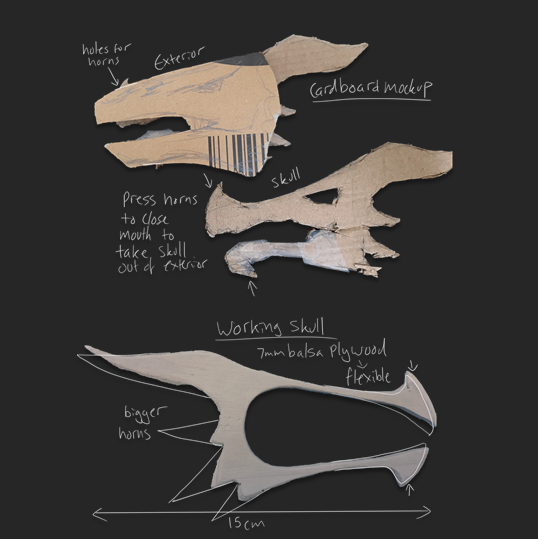 holes for
horns
Exterior
Cardboard mockup
Skull
Press horns
to close
mouth to
take skull
out of exterior
Working Skull
7mm balsa plywood
flexible
bigger
horns
15cm